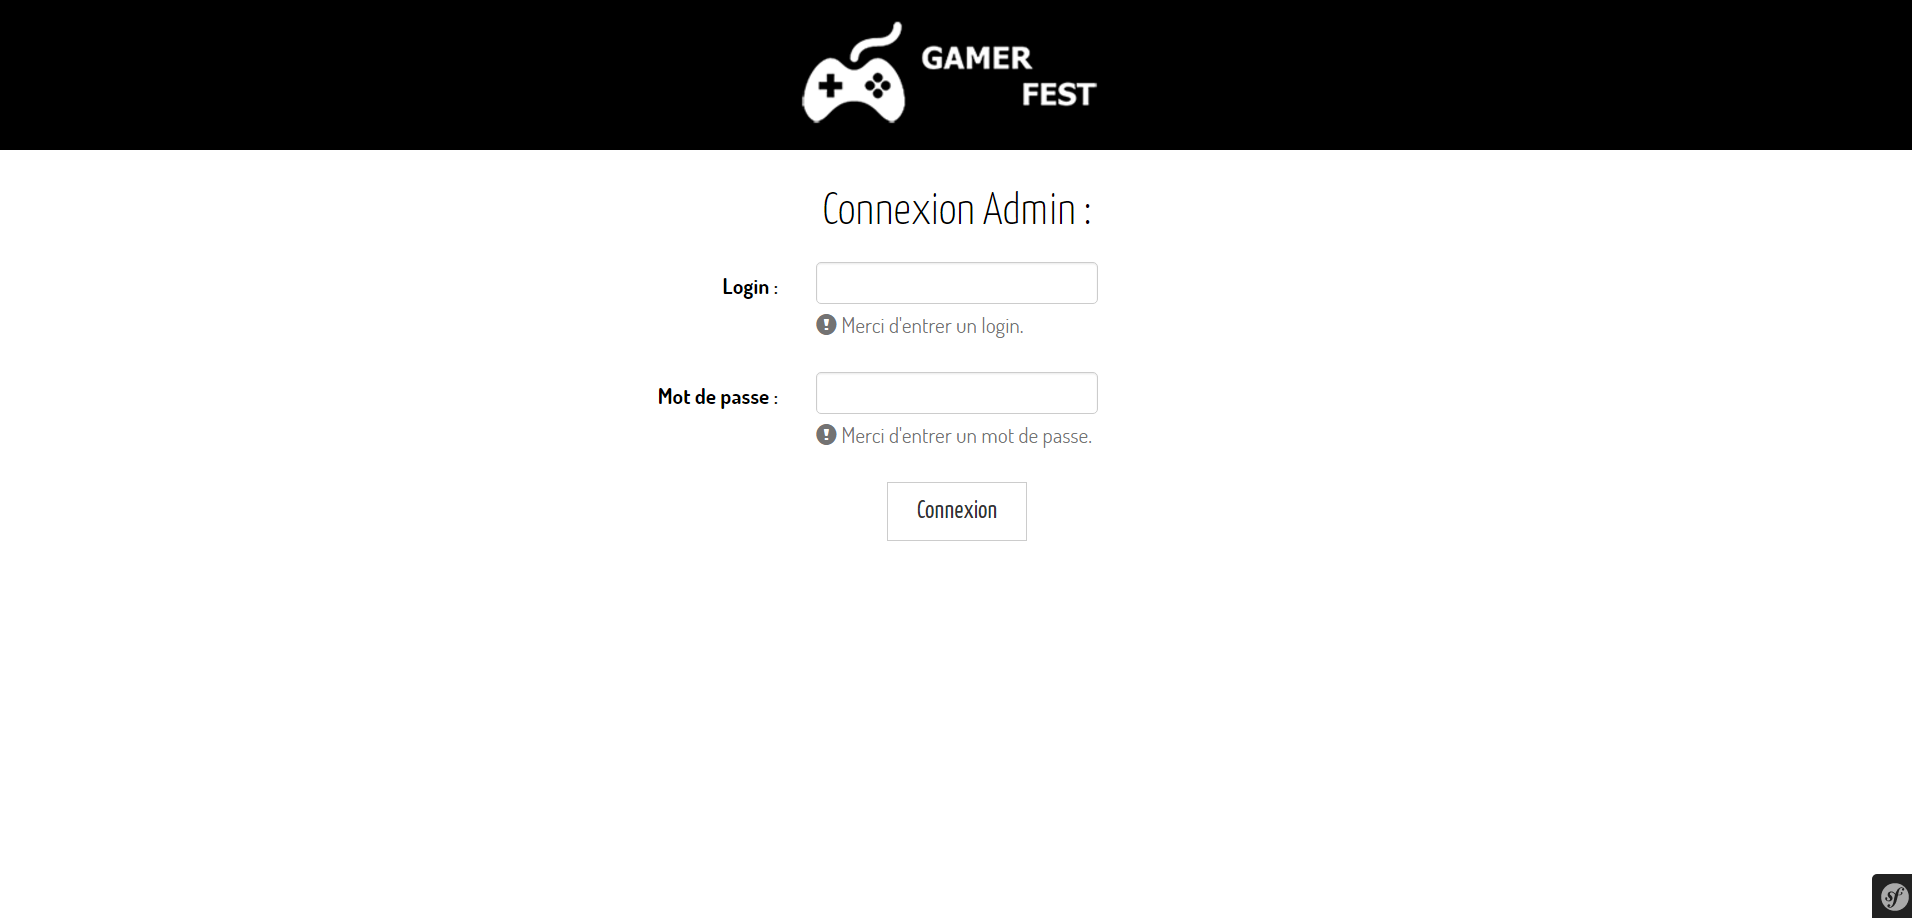 GAMER
FEST
Connexion Admin :
Login :
Merci d'entrer un login.
Mot de passe :
Merci d'entrer un mot de passe.
Connexion
sf